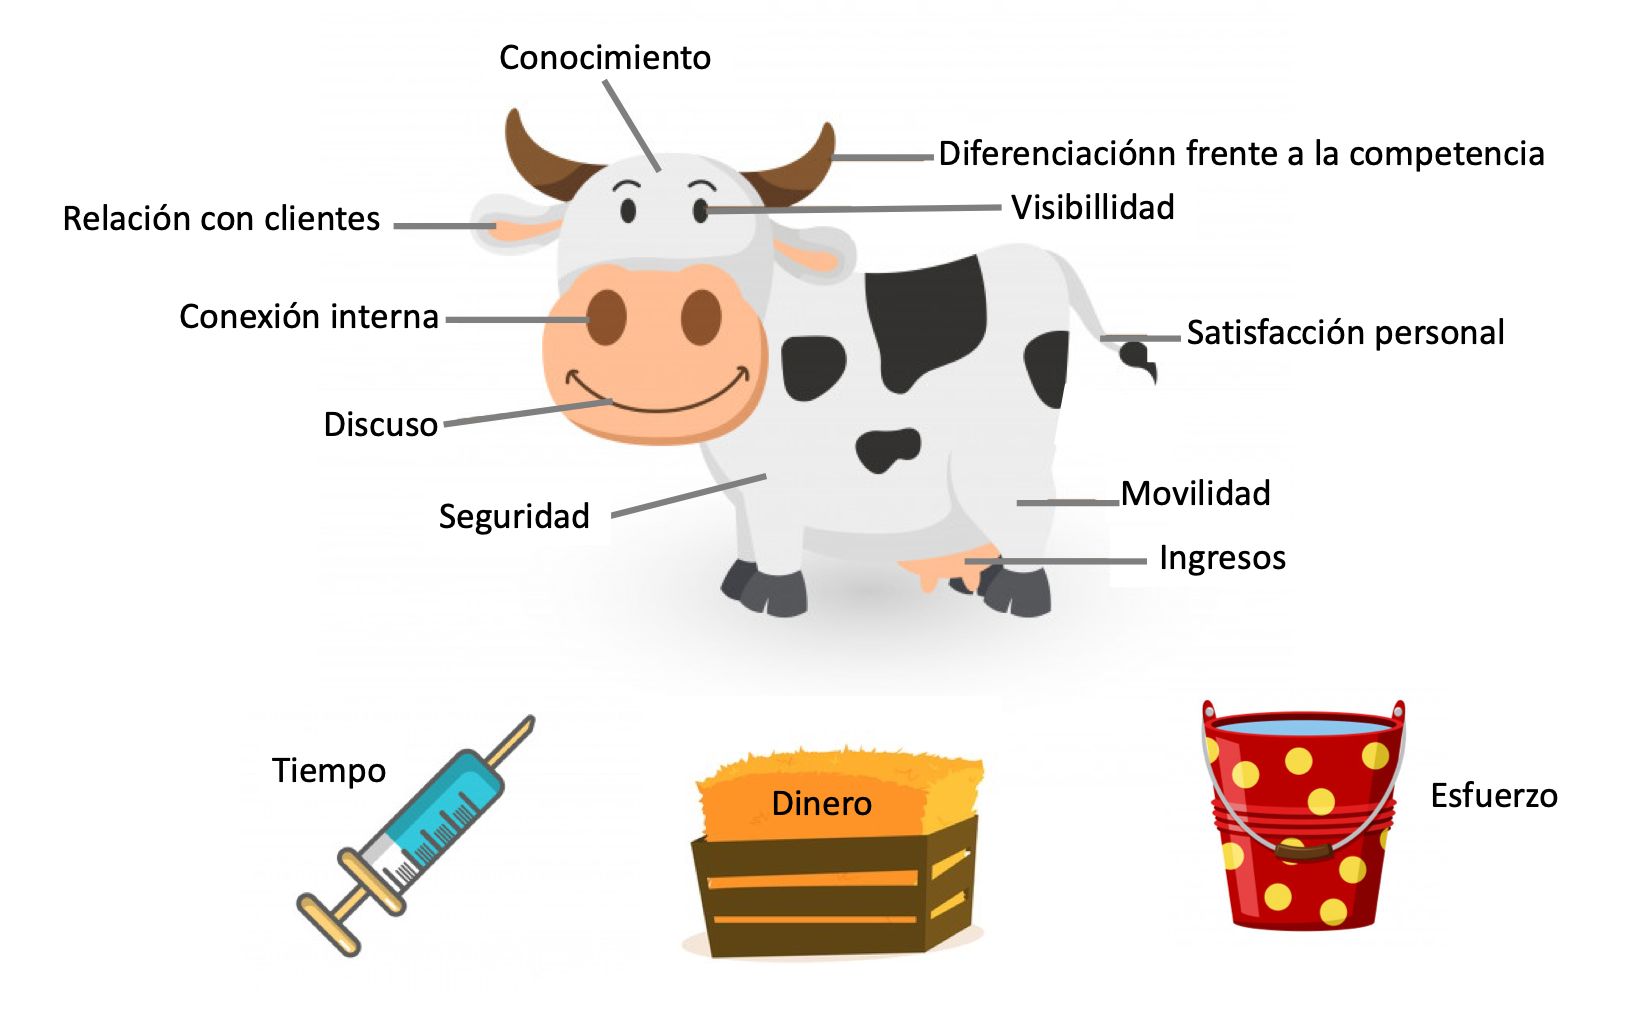 Conocimiento
Diferenciaciónn frente a la competencia
Visibillidad
Relación con clientes
Conexión interna
Satisfacción personal
Discuso
Movilidad
Seguridad
Ingresos
Tiempo
Dinero
Esfuerzo